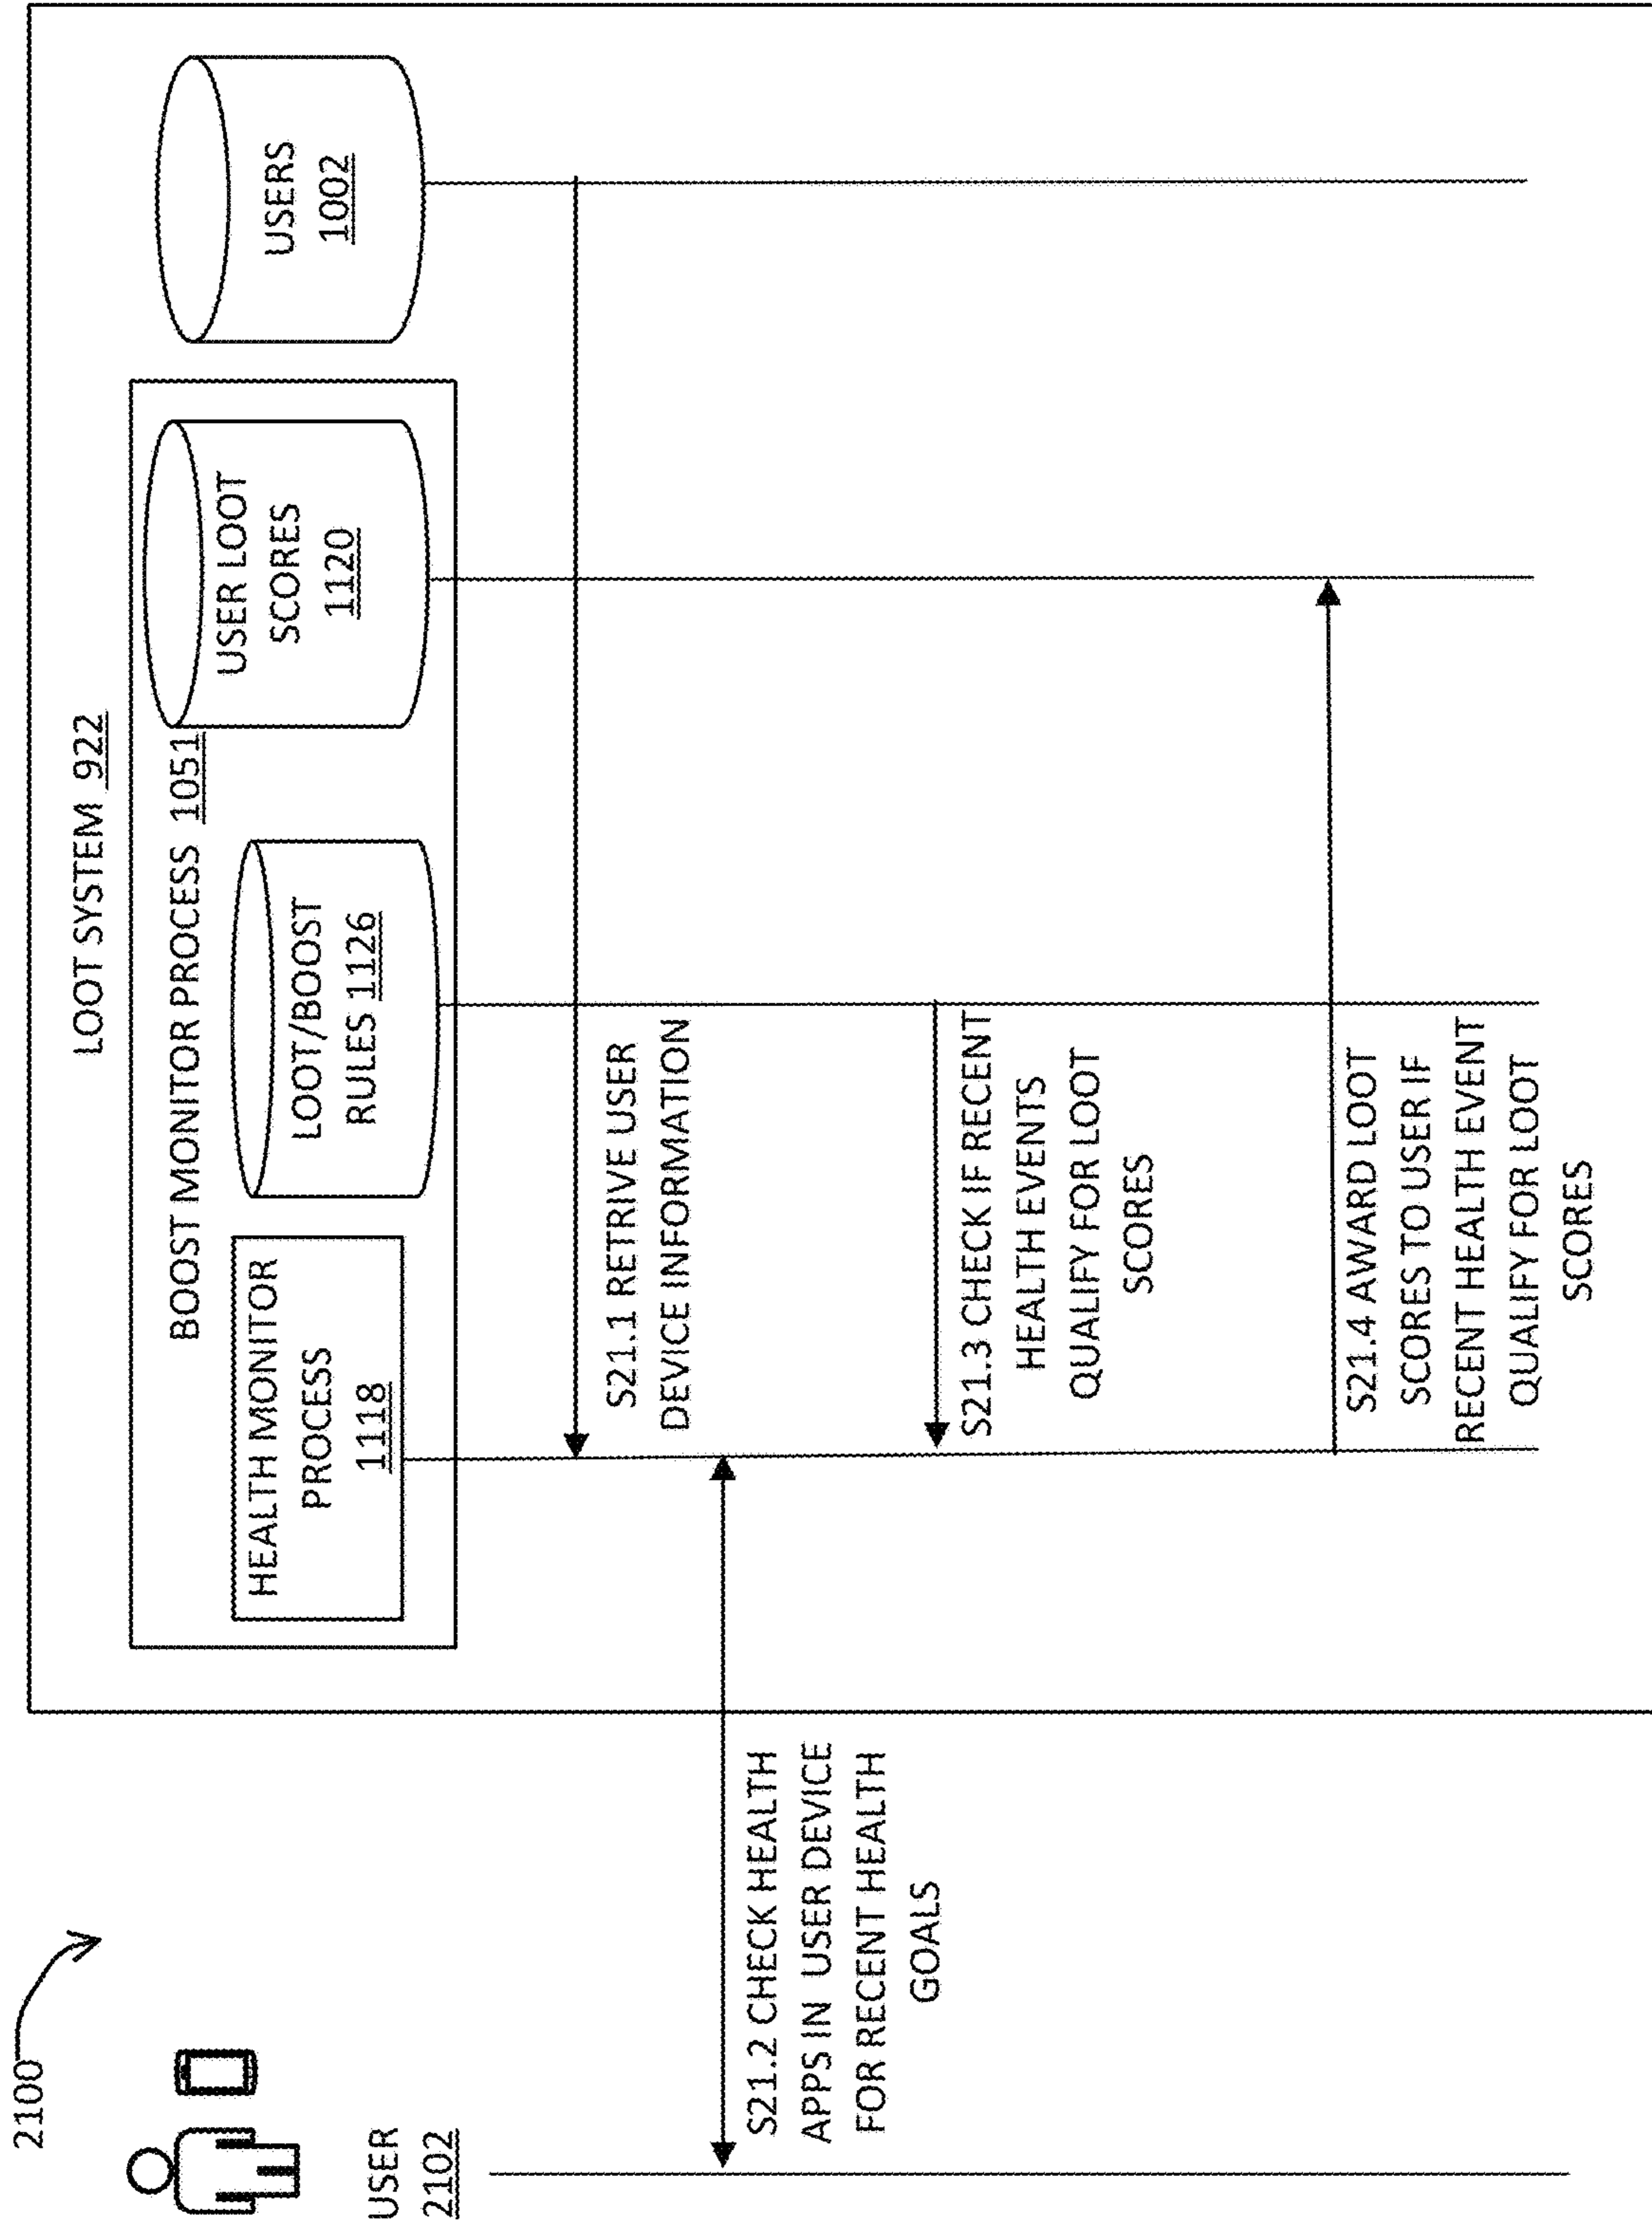 2100
USER
2102
LOOT SYSTEM 922
BOOST MONITOR PROCESS 1051
HEALTH MONITOR
PROCESS
1118
LOOT/BOOST
RULES 1126
USER LOOT
SCORES
1120
USERS
1002
S21.1 RETRIVE USER
DEVICE INFORMATION
S21.2 CHECK HEALTH
APPS IN USER DEVICE
FOR RECENT HEALTH
GOALS
S21.3 CHECK IF RECENT
HEALTH EVENTS
QUALIFY FOR LOOT
SCORES
S21.4 AWARD LOOT
SCORES TO USER IF
RECENT HEALTH EVENT
QUALIFY FOR LOOT
SCORES